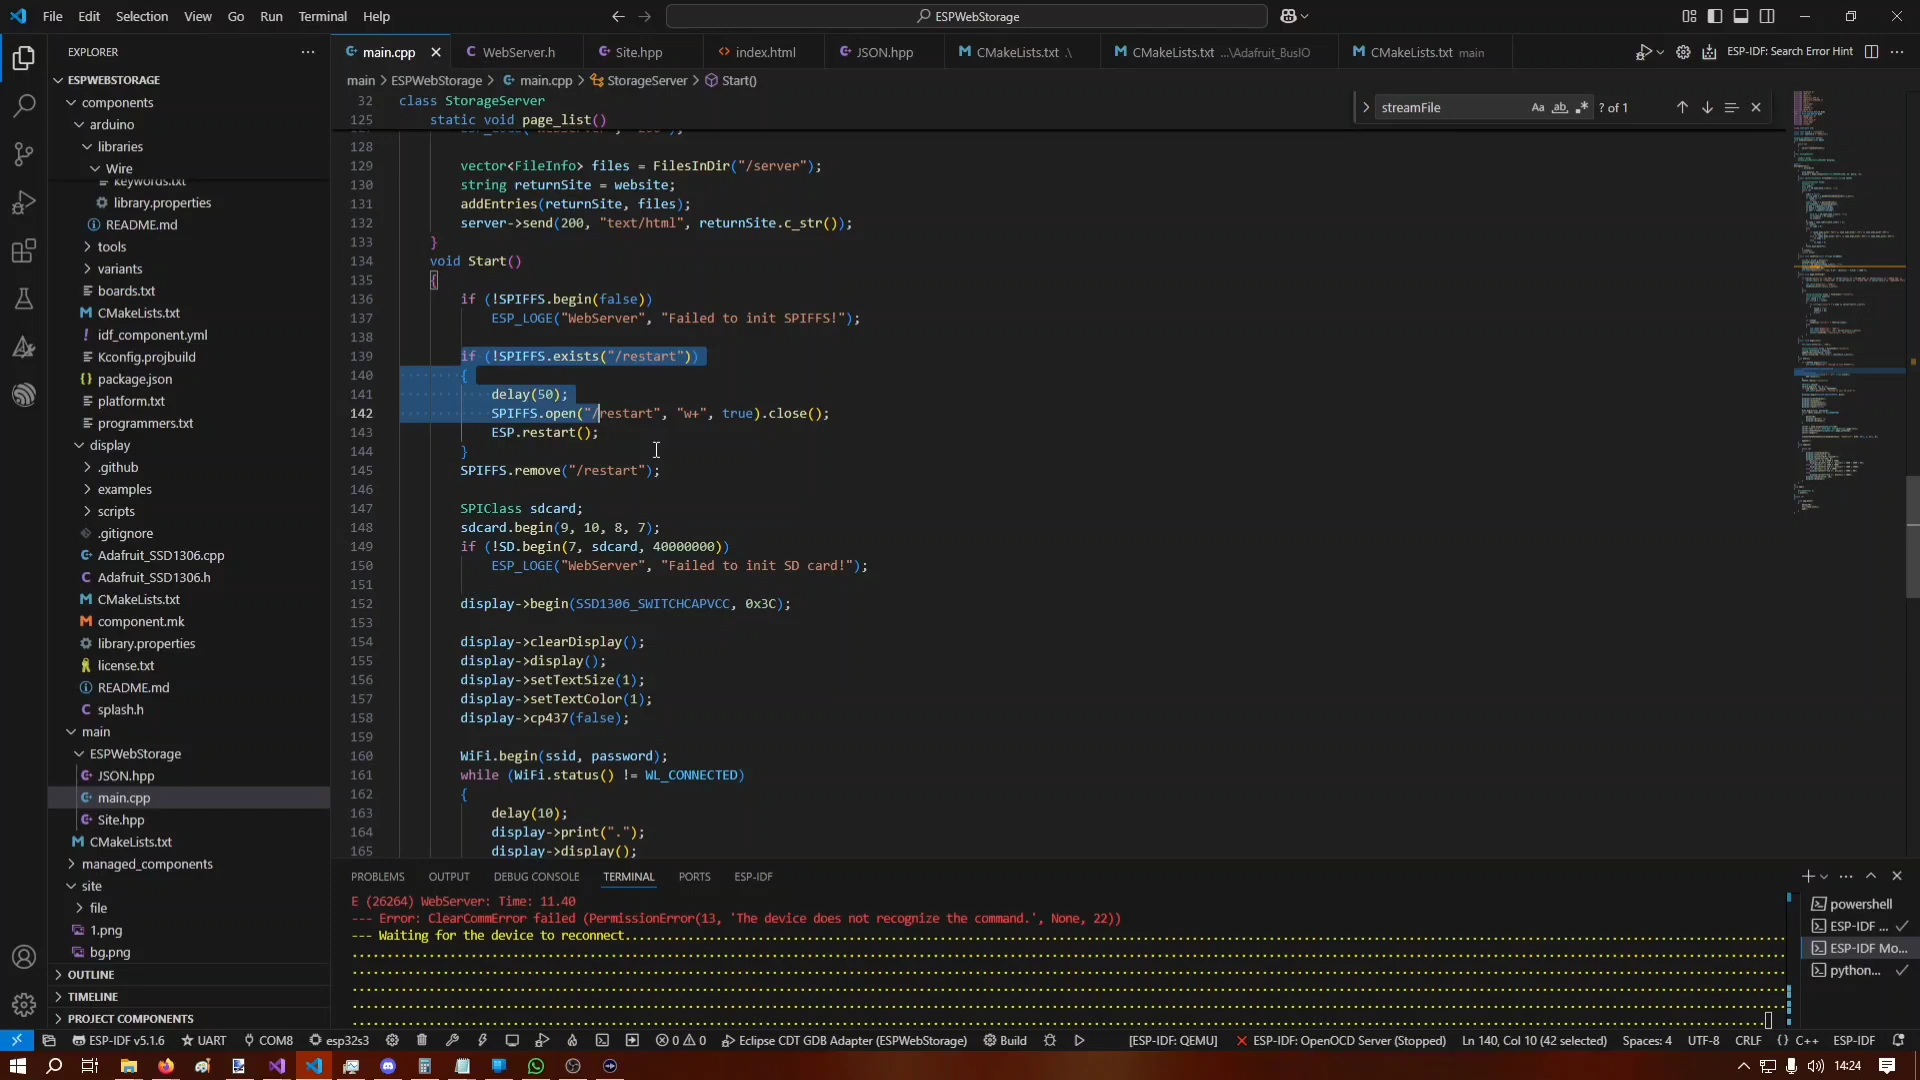 File Edit Selection View Go Run Terminal Help
ESPWebStorage
EXPLORER
ESPWEBSTORAGE
components
arduino
libraries
Wire
keywords.txt
library.properties
README.md
tools
variants
boards.txt
CMakeLists.txt
idf_component.yml
Kconfig.projbuild
package.json
platform.txt
programmers.txt
display
.github
examples
scripts
.gitignore
Adafruit_SSD1306.cpp
Adafruit_SSD1306.h
CMakeLists.txt
component.mk
library.properties
license.txt
README.md
splash.h
main
ESPWebStorage
JSON.hpp
main.cpp
Site.hpp
CMakeLists.txt
managed_components
site
file
1.png
bg.png
OUTLINE
TIMELINE
PROJECT COMPONENTS
main.cpp WebServer.h Site.hpp index.html JSON.hpp CMakeLists.txt .\ CMakeLists.txt ...\Adafruit_BusIO CMakeLists.txt main
ESP-IDF: Search Error Hint
main > ESPWebStorage > main.cpp > StorageServer > Start()
streamFile Aa ab .* ? of 1
32 class StorageServer
125 static void page_list()
128
129 vector<FileInfo> files = FilesInDir("/server");
130 string returnSite = website;
131 addEntries(returnSite, files);
132 server->send(200, "text/html", returnSite.c_str());
133 }
134 void Start()
135 {
136 if (!SPIFFS.begin(false))
137 ESP_LOGE("WebServer", "Failed to init SPIFFS!");
138
139 if (!SPIFFS.exists("/restart"))
140 {
141 delay(50);
142 SPIFFS.open("/restart", "w+", true).close();
143 ESP.restart();
144 }
145 SPIFFS.remove("/restart");
146
147 SPIClass sdcard;
148 sdcard.begin(9, 10, 8, 7);
149 if (!SD.begin(7, sdcard, 40000000))
150 ESP_LOGE("WebServer", "Failed to init SD card!");
151
152 display->begin(SSD1306_SWITCHCAPVCC, 0x3C);
153
154 display->clearDisplay();
155 display->display();
156 display->setTextSize(1);
157 display->setTextColor(1);
158 display->cp437(false);
159
160 WiFi.begin(ssid, password);
161 while (WiFi.status() != WL_CONNECTED)
162 {
163 delay(10);
164 display->print(".");
165 display->display();
PROBLEMS OUTPUT DEBUG CONSOLE TERMINAL PORTS ESP-IDF
E (26264) WebServer: Time: 11.40
--- Error: ClearCommError failed (PermissionError(13, 'The device does not recognize the command.', None, 22))
--- Waiting for the device to reconnect...
powershell
ESP-IDF ...
ESP-IDF Mo...
python...
ESP-IDF v5.1.6 UART COM8 esp32s3 0 0 Eclipse CDT GDB Adapter (ESPWebStorage) Build [ESP-IDF: QEMU] ESP-IDF: OpenOCD Server (Stopped) Ln 140, Col 10 (42 selected) Spaces: 4 UTF-8 CRLF {} C++ ESP-IDF
14:24